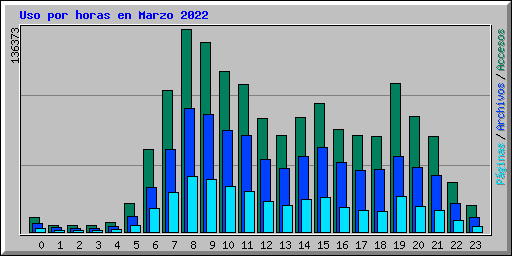 Uso por horas en Marzo 2022
136373
Páginas / Archivos / Accesos
0 1 2 3 4 5 6 7 8 9 10 11 12 13 14 15 16 17 18 19 20 21 22 23